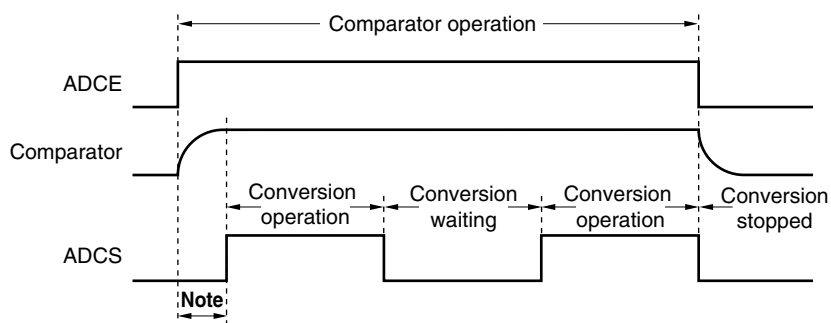 Comparator operation
ADCE
Comparator
Conversion
operation
Conversion
waiting
Conversion
operation
Conversion
stopped
ADCS
Note